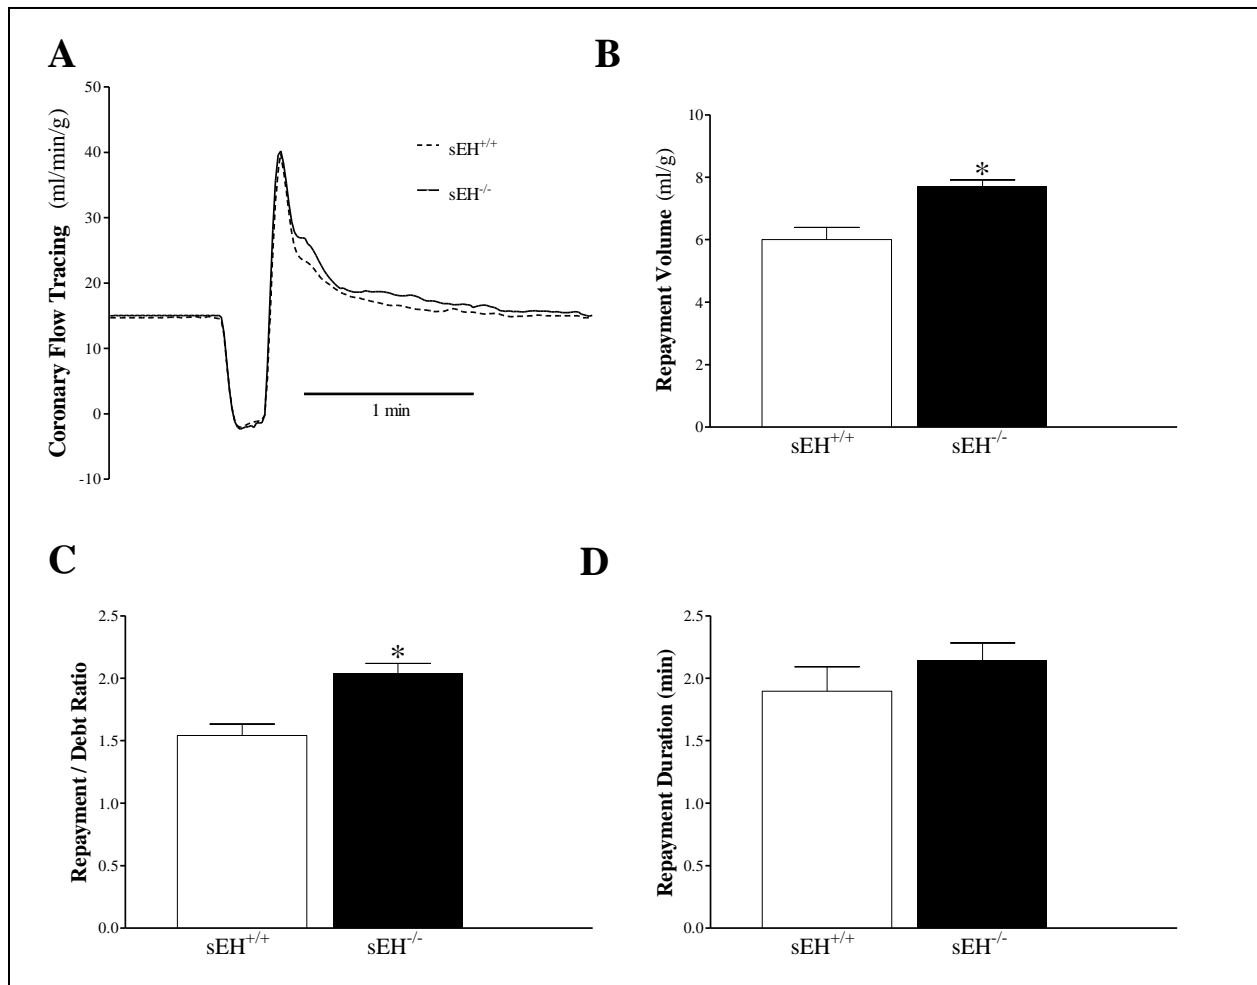 A
Coronary Flow Tracing (ml/min/g)
50
40
30
20
10
0
-10
sEH+/+
sEH-/-
1 min
B
Repayment Volume (ml/g)
10
8
6
4
2
0
*
sEH+/+
sEH-/-
C
Repayment / Debt Ratio
2.5
2.0
1.5
1.0
0.5
0.0
*
sEH+/+
sEH-/-
D
Repayment Duration (min)
2.5
2.0
1.5
1.0
0.5
0.0
sEH+/+
sEH-/-